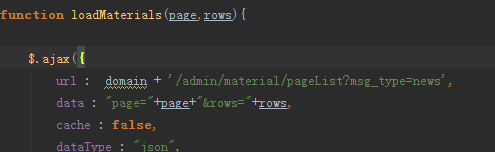 function loadMaterials(page,rows){
$.ajax({
url : domain + '/admin/material/pageList?msg_type=news',
data : "page="+page+"&rows="+rows,
cache : false,
dataType : "json",